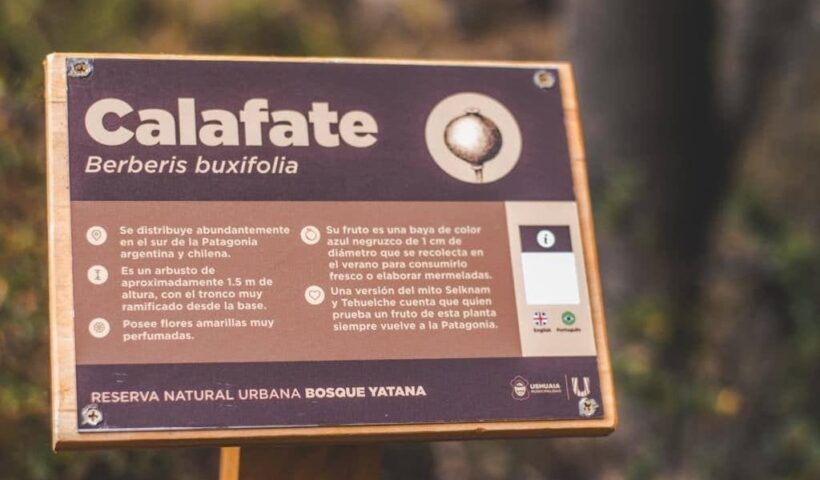 Calafate
Berberis buxifolia
Se distribuye abundantemente
en el sur de la Patagonia
argentina y chilena.
Es un arbusto de
aproximadamente 1.5 m de
altura, con el tronco muy
ramificado desde la base.
Posee flores amarillas muy
perfumadas.
Su fruto es una baya de color
azul negruzco de 1 cm de
diámetro que se recolecta en
el verano para consumirlo
fresco o elaborar mermeladas.
Una versión del mito Selknam
y Tehuelche cuenta que quien
prueba un fruto de esta planta
siempre vuelve a la Patagonia.
i
English
Português
RESERVA NATURAL URBANA BOSQUE YATANA
USHUAIA
MUNICIPALIDAD